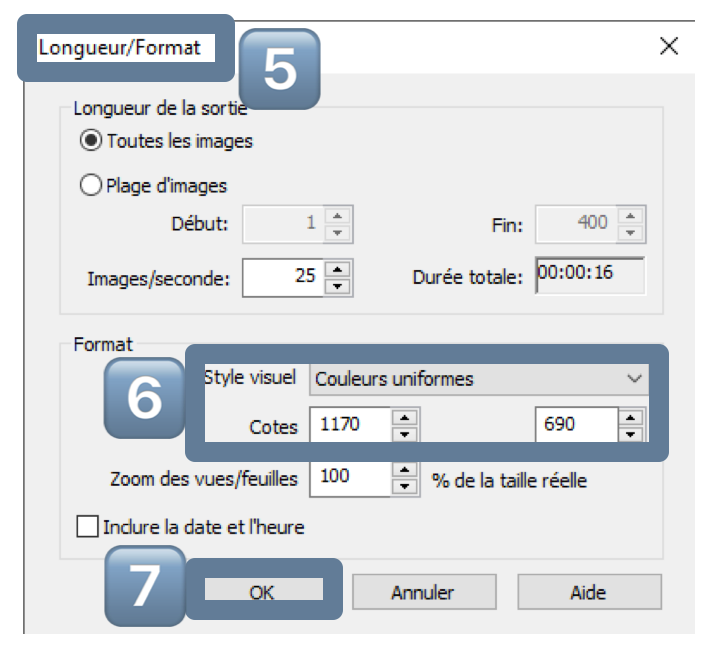 Longueur/Format
5
Longueur de la sortie
Toutes les images
Plage d'images
Début: 1 Fin: 400
Images/seconde: 25 Durée totale: 00:00:16
Format
6
Style visuel Couleurs uniformes
Cotes 1170 690
Zoom des vues/feuilles 100 % de la taille réelle
Inclure la date et l'heure
7
OK Annuler Aide